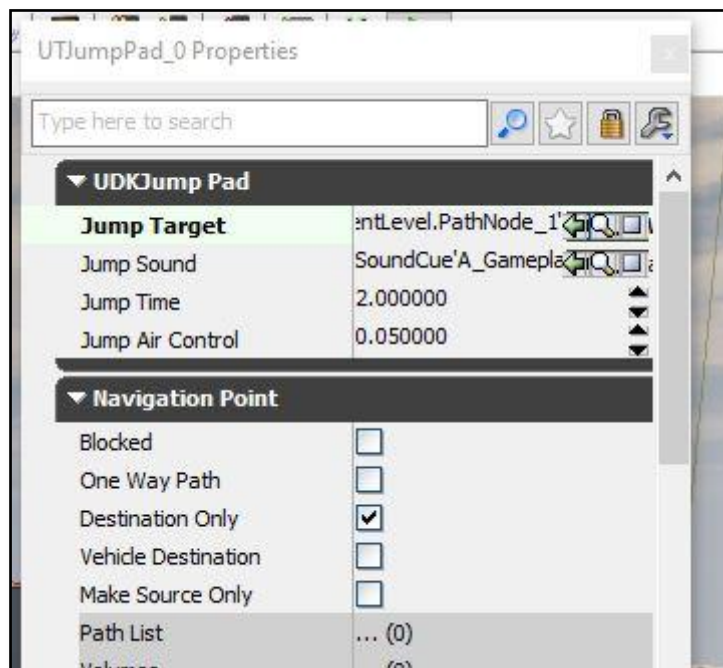 UTJumpPad_0 Properties
Type here to search
UDKJump Pad
Jump Target entLevel.PathNode_1'
Jump Sound SoundCue'A_Gamepla
Jump Time 2.000000
Jump Air Control 0.050000
Navigation Point
Blocked
One Way Path
Destination Only
Vehicle Destination
Make Source Only
Path List ... (0)
Volumes ... (0)